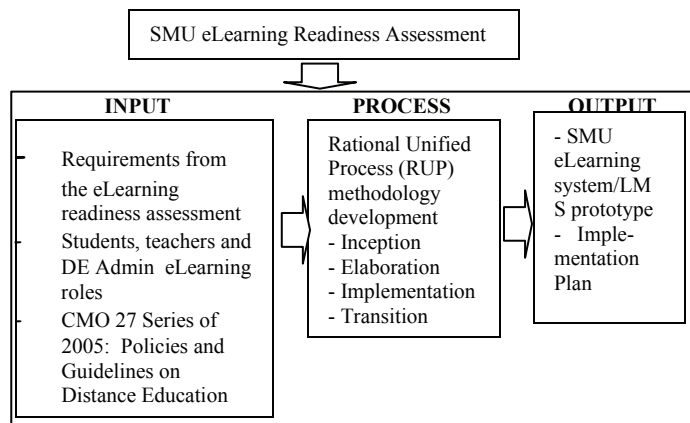 SMU eLearning Readiness Assessment
INPUT
- Requirements from
the eLearning
readiness assessment
- Students, teachers and
DE Admin eLearning
roles
- CMO 27 Series of
2005: Policies and
Guidelines on
Distance Education
PROCESS
Rational Unified
Process (RUP)
methodology
development
- Inception
- Elaboration
- Implementation
- Transition
OUTPUT
- SMU
eLearning
system/LM
S prototype
- Imple-
mentation
Plan